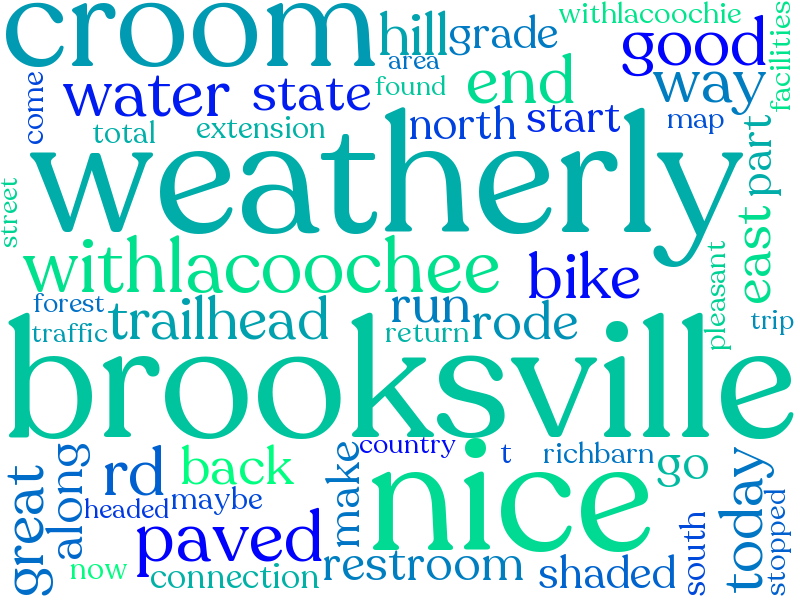 croom
hill
grade
withlacoochie
good
facilities
area
found
way
come
water
state
end
map
total
extension
north
start
part
weatherly
street
east
withlacoochee
bike
pleasant
forest
trailhead
run
rode
trip
traffic
return
brooksville
country
t
richbarn
go
great
along
rd
back
make
nice
today
headed
maybe
stopped
paved
south
now
connection
restroom
shaded